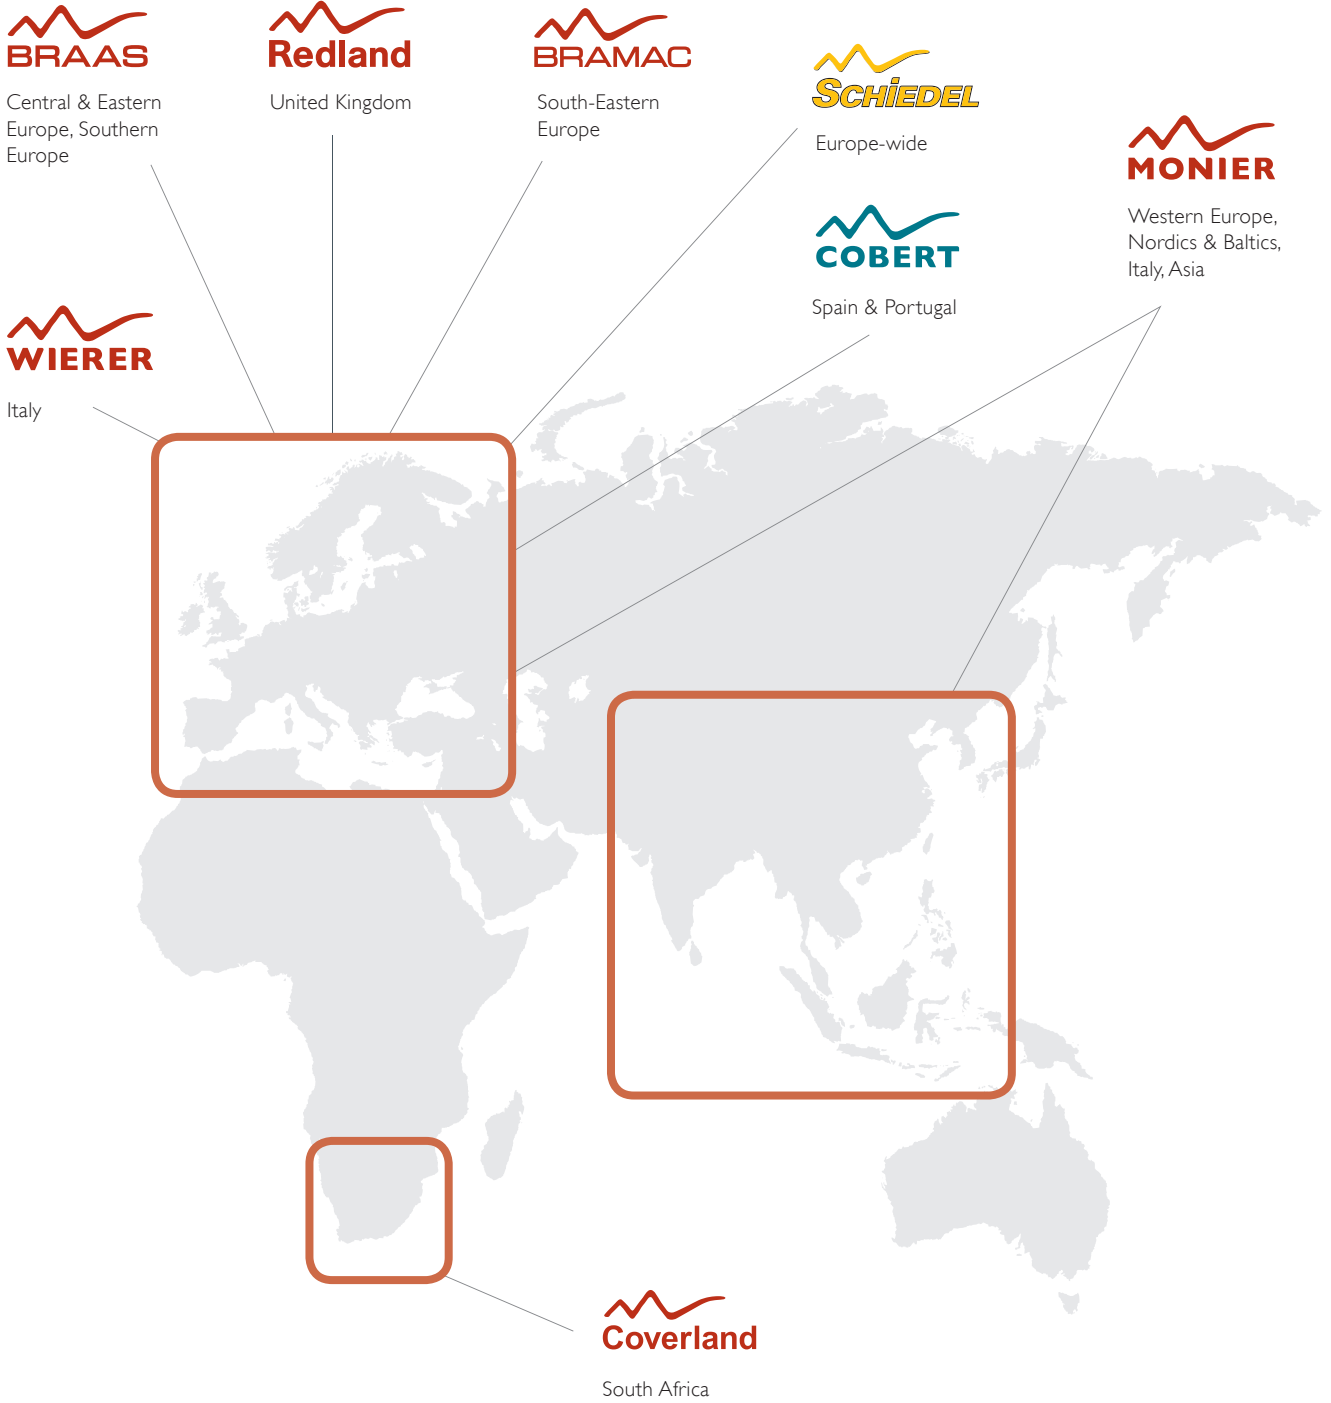 BRAAS
Central & Eastern
Europe, Southern
Europe
Redland
United Kingdom
BRAMAC
South-Eastern
Europe
SCHiEDEL
Europe-wide
MONIER
Western Europe,
Nordics & Baltics,
Italy, Asia
COBERT
Spain & Portugal
WIERER
Italy
Coverland
South Africa